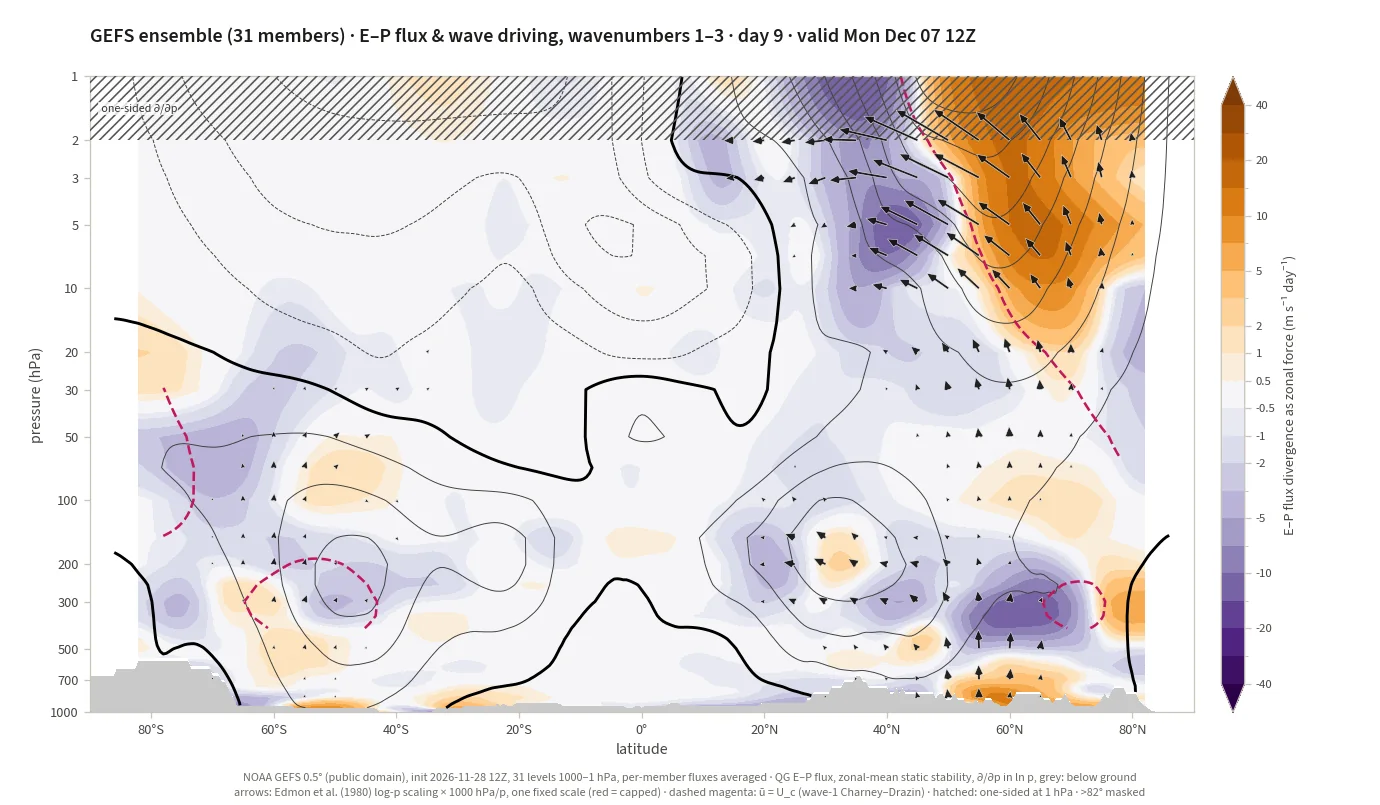 GEFS ensemble (31 members) · E–P flux & wave driving, wavenumbers 1–3 · day 9 · valid Mon Dec 07 12Z
one-sided ∂/∂p
pressure (hPa)
1
2
3
5
10
20
30
50
100
200
300
500
700
1000
80°S
60°S
40°S
20°S
0°
20°N
40°N
60°N
80°N
latitude
40
20
10
5
2
1
0.5
-0.5
-1
-2
-5
-10
-20
-40
E–P flux divergence as zonal force (m s⁻¹ day⁻¹)
NOAA GEFS 0.5° (public domain), init 2026-11-28 12Z, 31 levels 1000–1 hPa, per-member fluxes averaged · QG E–P flux, zonal-mean static stability, ∂/∂p in ln p, grey: below ground
arrows: Edmon et al. (1980) log-p scaling × 1000 hPa/p, one fixed scale (red = capped) · dashed magenta: ū = U_c (wave-1 Charney–Drazin) · hatched: one-sided at 1 hPa · >82° masked